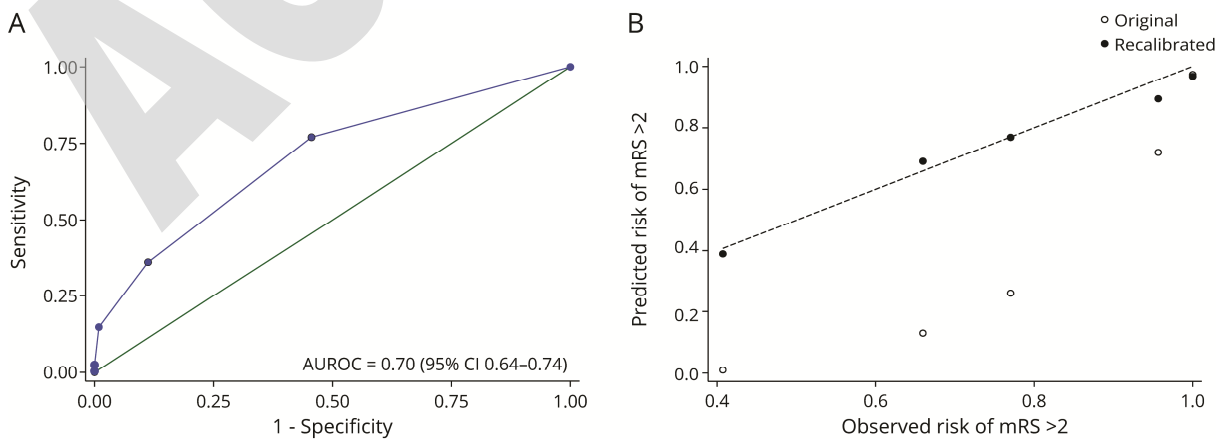 A
1.00
0.75
0.50
0.25
0.00
Sensitivity
AUROC = 0.70 (95% CI 0.64–0.74)
0.00 0.25 0.50 0.75 1.00
1 - Specificity
B
Original
Recalibrated
1.0
0.8
0.6
0.4
0.2
0.0
Predicted risk of mRS >2
0.4 0.6 0.8 1.0
Observed risk of mRS >2